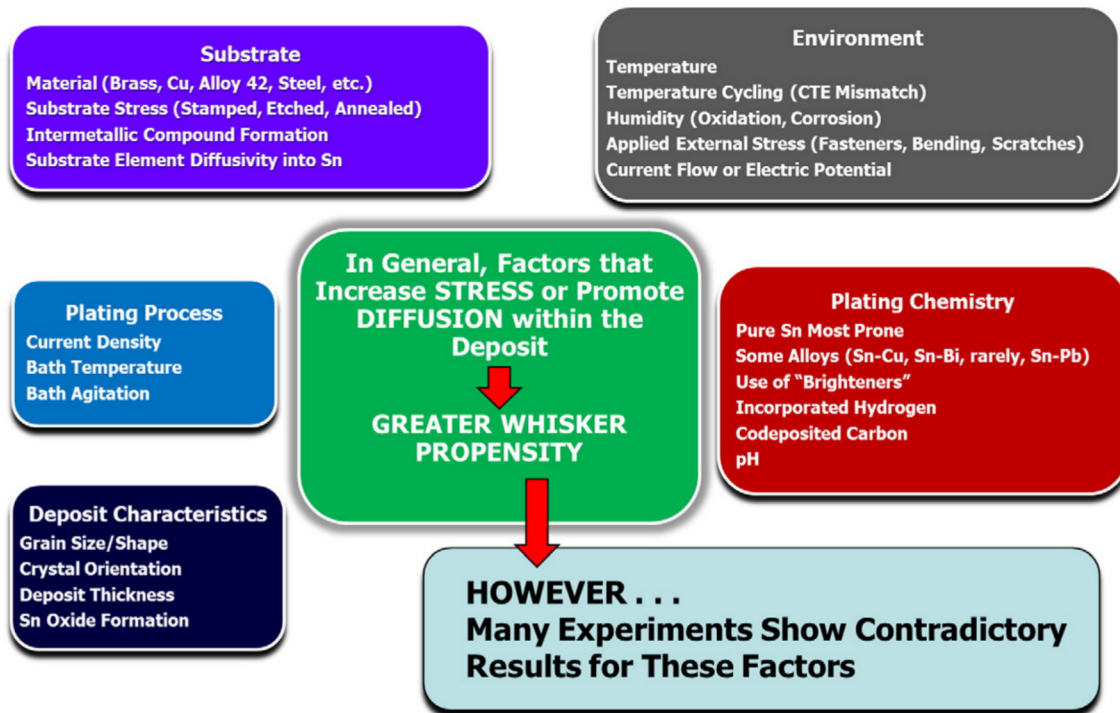 Substrate
Material (Brass, Cu, Alloy 42, Steel, etc.)
Substrate Stress (Stamped, Etched, Annealed)
Intermetallic Compound Formation
Substrate Element Diffusivity into Sn
Environment
Temperature
Temperature Cycling (CTE Mismatch)
Humidity (Oxidation, Corrosion)
Applied External Stress (Fasteners, Bending, Scratches)
Current Flow or Electric Potential
Plating Process
Current Density
Bath Temperature
Bath Agitation
In General, Factors that
Increase STRESS or Promote
DIFFUSION within the
Deposit
GREATER WHISKER
PROPENSITY
Plating Chemistry
Pure Sn Most Prone
Some Alloys (Sn-Cu, Sn-Bi, rarely, Sn-Pb)
Use of “Brighteners”
Incorporated Hydrogen
Codeposited Carbon
pH
Deposit Characteristics
Grain Size/Shape
Crystal Orientation
Deposit Thickness
Sn Oxide Formation
HOWEVER . . .
Many Experiments Show Contradictory
Results for These Factors